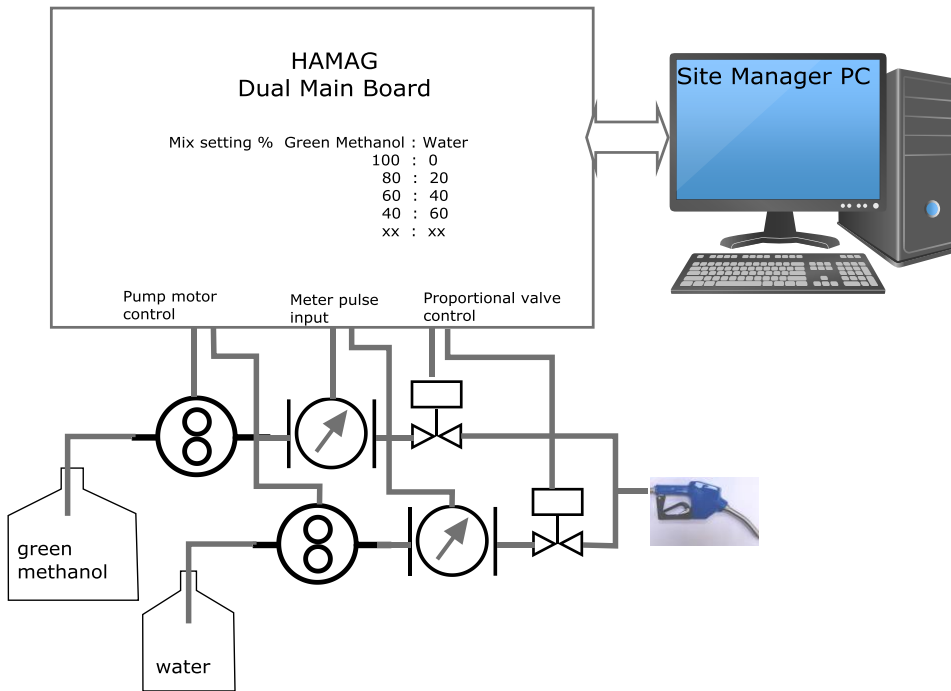 HAMAG
Dual Main Board
Site Manager PC
Mix setting % Green Methanol : Water
100 : 0
80 : 20
60 : 40
40 : 60
xx : xx
Pump motor
control
Meter pulse
input
Proportional valve
control
green
methanol
water